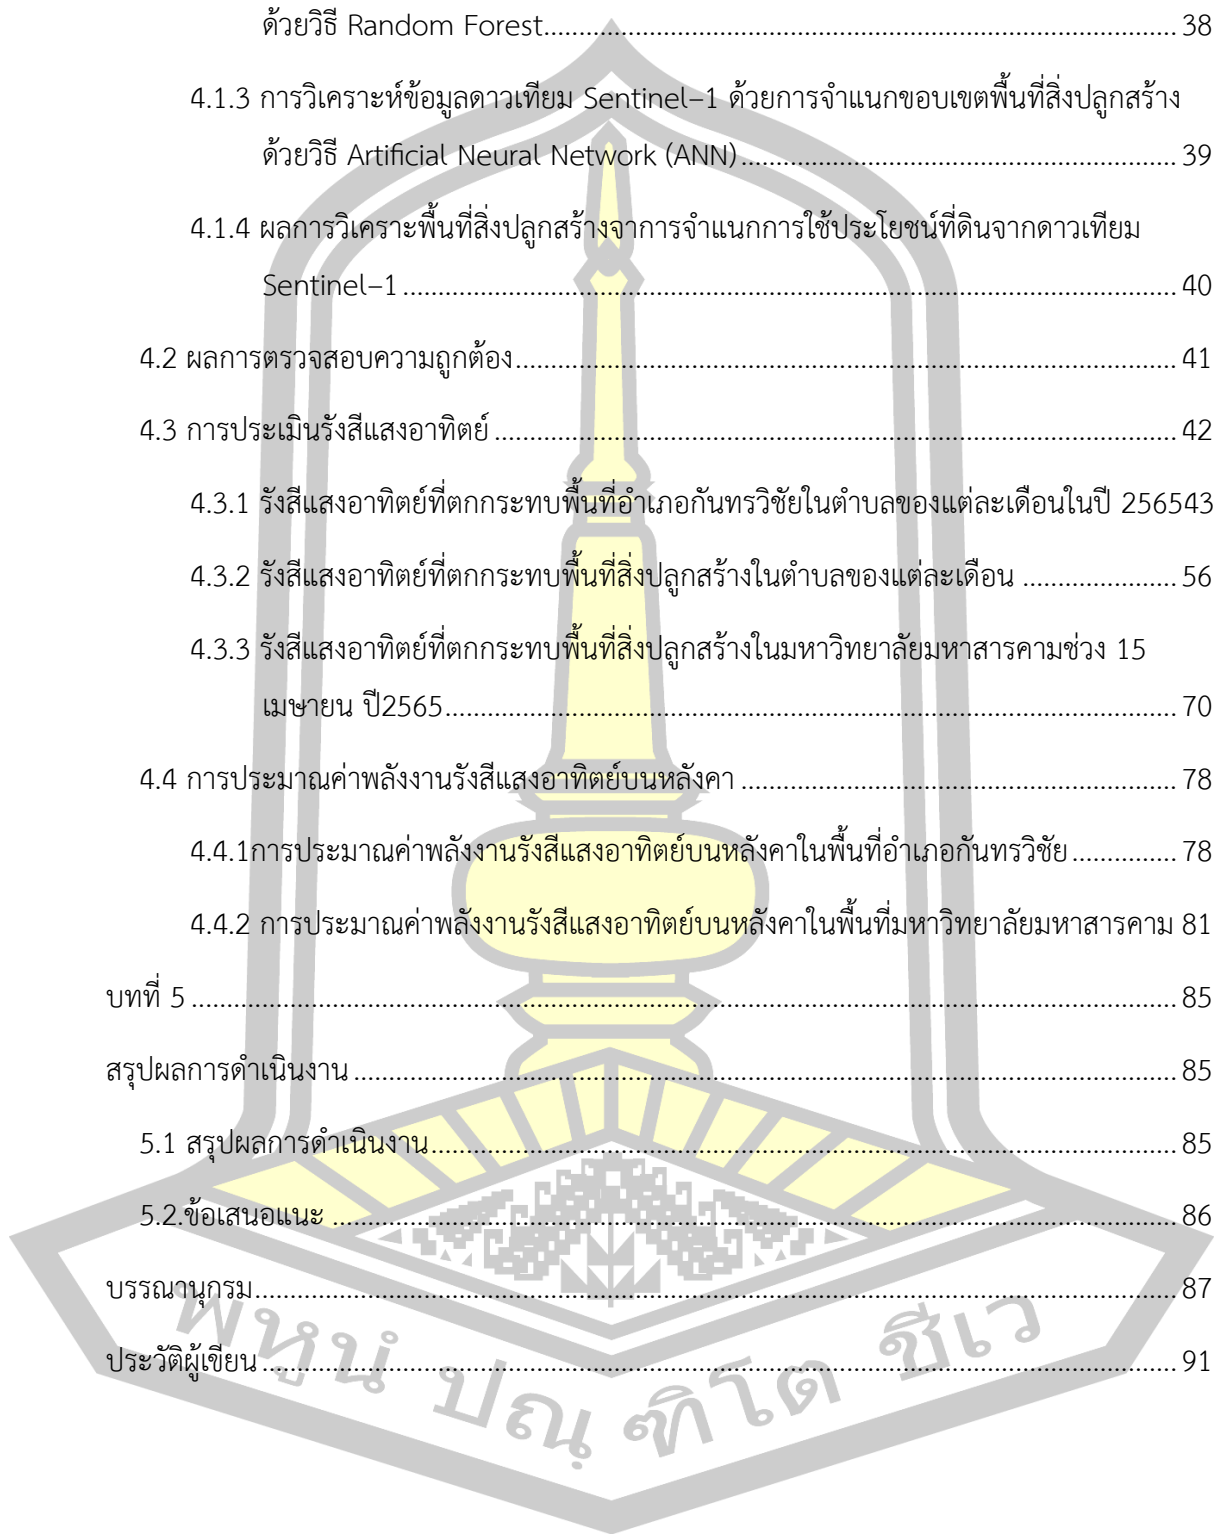 ด้วยวิธี Random Forest............................................................ 38
4.1.3 การวิเคราะห์ข้อมูลดาวเทียม Sentinel–1 ด้วยการจำแนกขอบเขตพื้นที่สิ่งปลูกสร้าง
ด้วยวิธี Artificial Neural Network (ANN)............................................ 39
4.1.4 ผลการวิเคราะพื้นที่สิ่งปลูกสร้างจาการจำแนกการใช้ประโยชน์ที่ดินจากดาวเทียม
Sentinel–1 ............................................................ 40
4.2 ผลการตรวจสอบความถูกต้อง............................................................ 41
4.3 การประเมินรังสีแสงอาทิตย์ ............................................................ 42
4.3.1 รังสีแสงอาทิตย์ที่ตกกระทบพื้นที่อำเภอกันทรวิชัยในตำบลของแต่ละเดือนในปี 256543
4.3.2 รังสีแสงอาทิตย์ที่ตกกระทบพื้นที่สิ่งปลูกสร้างในตำบลของแต่ละเดือน .................. 56
4.3.3 รังสีแสงอาทิตย์ที่ตกกระทบพื้นที่สิ่งปลูกสร้างในมหาวิทยาลัยมหาสารคามช่วง 15
เมษายน ปี2565............................................................ 70
4.4 การประมาณค่าพลังงานรังสีแสงอาทิตย์บนหลังคา ........................................ 78
4.4.1การประมาณค่าพลังงานรังสีแสงอาทิตย์บนหลังคาในพื้นที่อำเภอกันทรวิชัย ............... 78
4.4.2 การประมาณค่าพลังงานรังสีแสงอาทิตย์บนหลังคาในพื้นที่มหาวิทยาลัยมหาสารคาม 81
บทที่ 5 ............................................................ 85
สรุปผลการดำเนินงาน ............................................................ 85
5.1 สรุปผลการดำเนินงาน............................................................ 85
5.2.ข้อเสนอแนะ ............................................................ 86
บรรณานุกรม............................................................ 87
ประวัติผู้เขียน ............................................................ 91
พหูนํ ปณฺฑิโต ชีเว